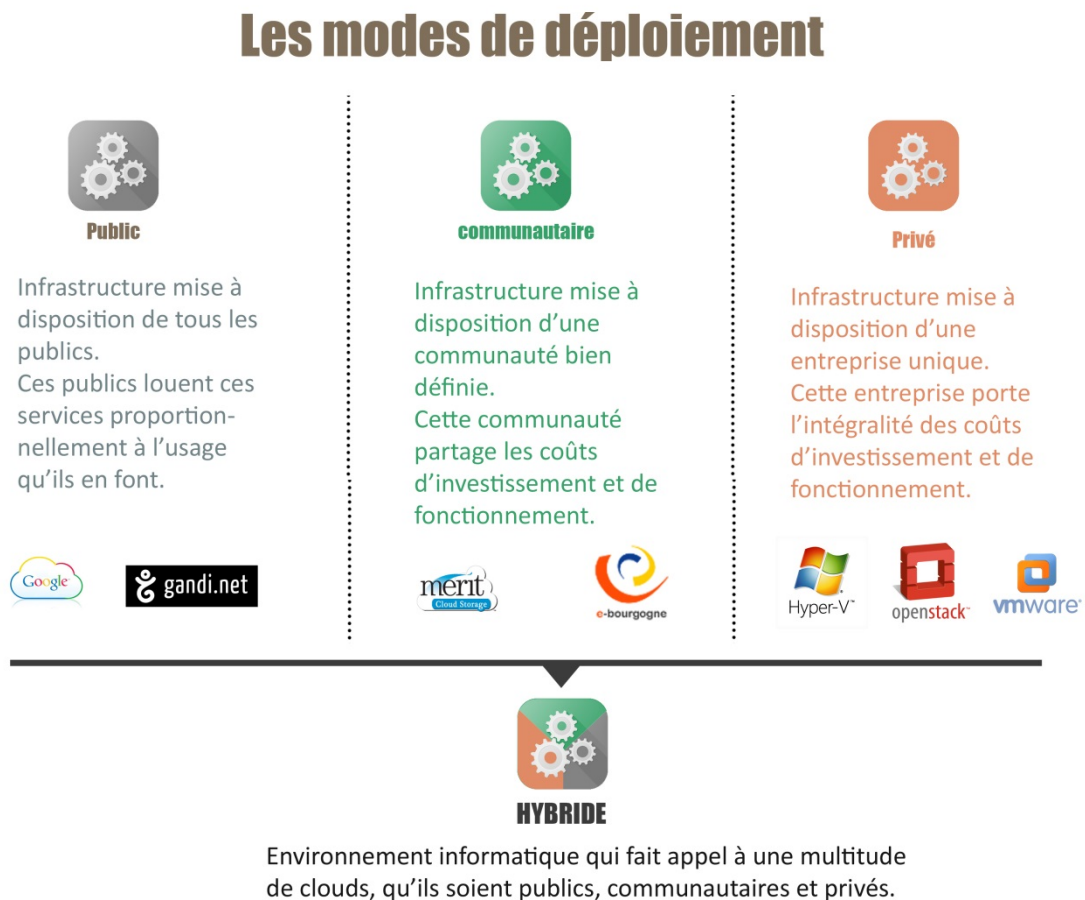 Les modes de déploiement
Public
Infrastructure mise à
disposition de tous les
publics.
Ces publics louent ces
services proportion-
nellement à l'usage
qu'ils en font.
Google
gandi.net
communautaire
Infrastructure mise à
disposition d'une
communauté bien
définie.
Cette communauté
partage les coûts
d'investissement et de
fonctionnement.
merit
Cloud Storage
e-bourgogne
Privé
Infrastructure mise à
disposition d'une
entreprise unique.
Cette entreprise porte
l'intégralité des coûts
d'investissement et de
fonctionnement.
Hyper-V™
openstack™
vmware®
HYBRIDE
Environnement informatique qui fait appel à une multitude
de clouds, qu'ils soient publics, communautaires et privés.